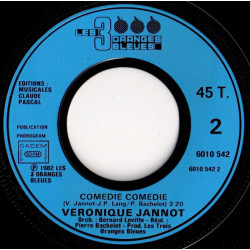 LES 3 ORANGES BLEUES
EDITIONS
MUSICALES
CLAUDE
PASCAL
45 T.
2
PUBLICATION
PHONOGRAM
SACEM
6010 542
6010 542 2
℗ 1982 LES
3 ORANGES
BLEUES
COMEDIE COMEDIE
(V. Jannot-J.P. Lang/P. Bachelet) 3'20
VERONIQUE JANNOT
Orch. : Bernard Levitte - Réal. :
Pierre Bachelet - Prod. Les Trois
Oranges Bleues